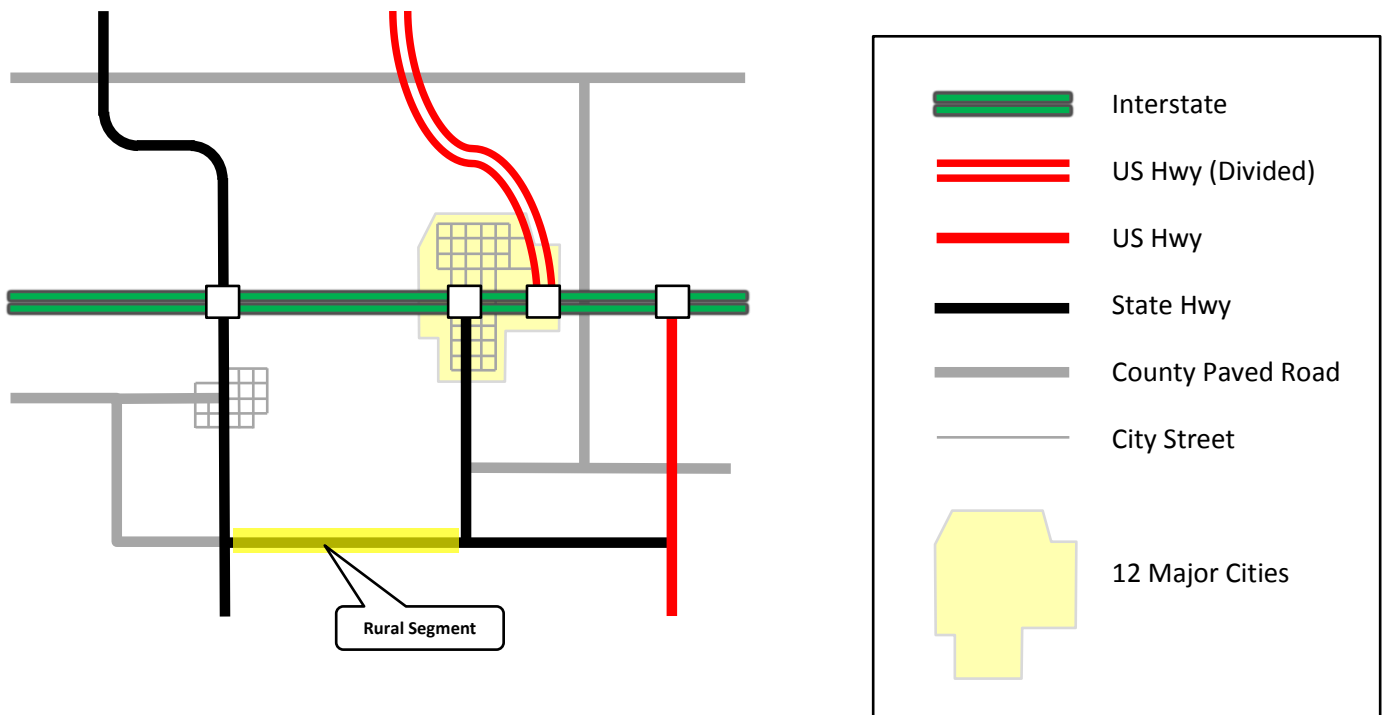 Interstate
US Hwy (Divided)
US Hwy
State Hwy
County Paved Road
City Street
12 Major Cities
Rural Segment